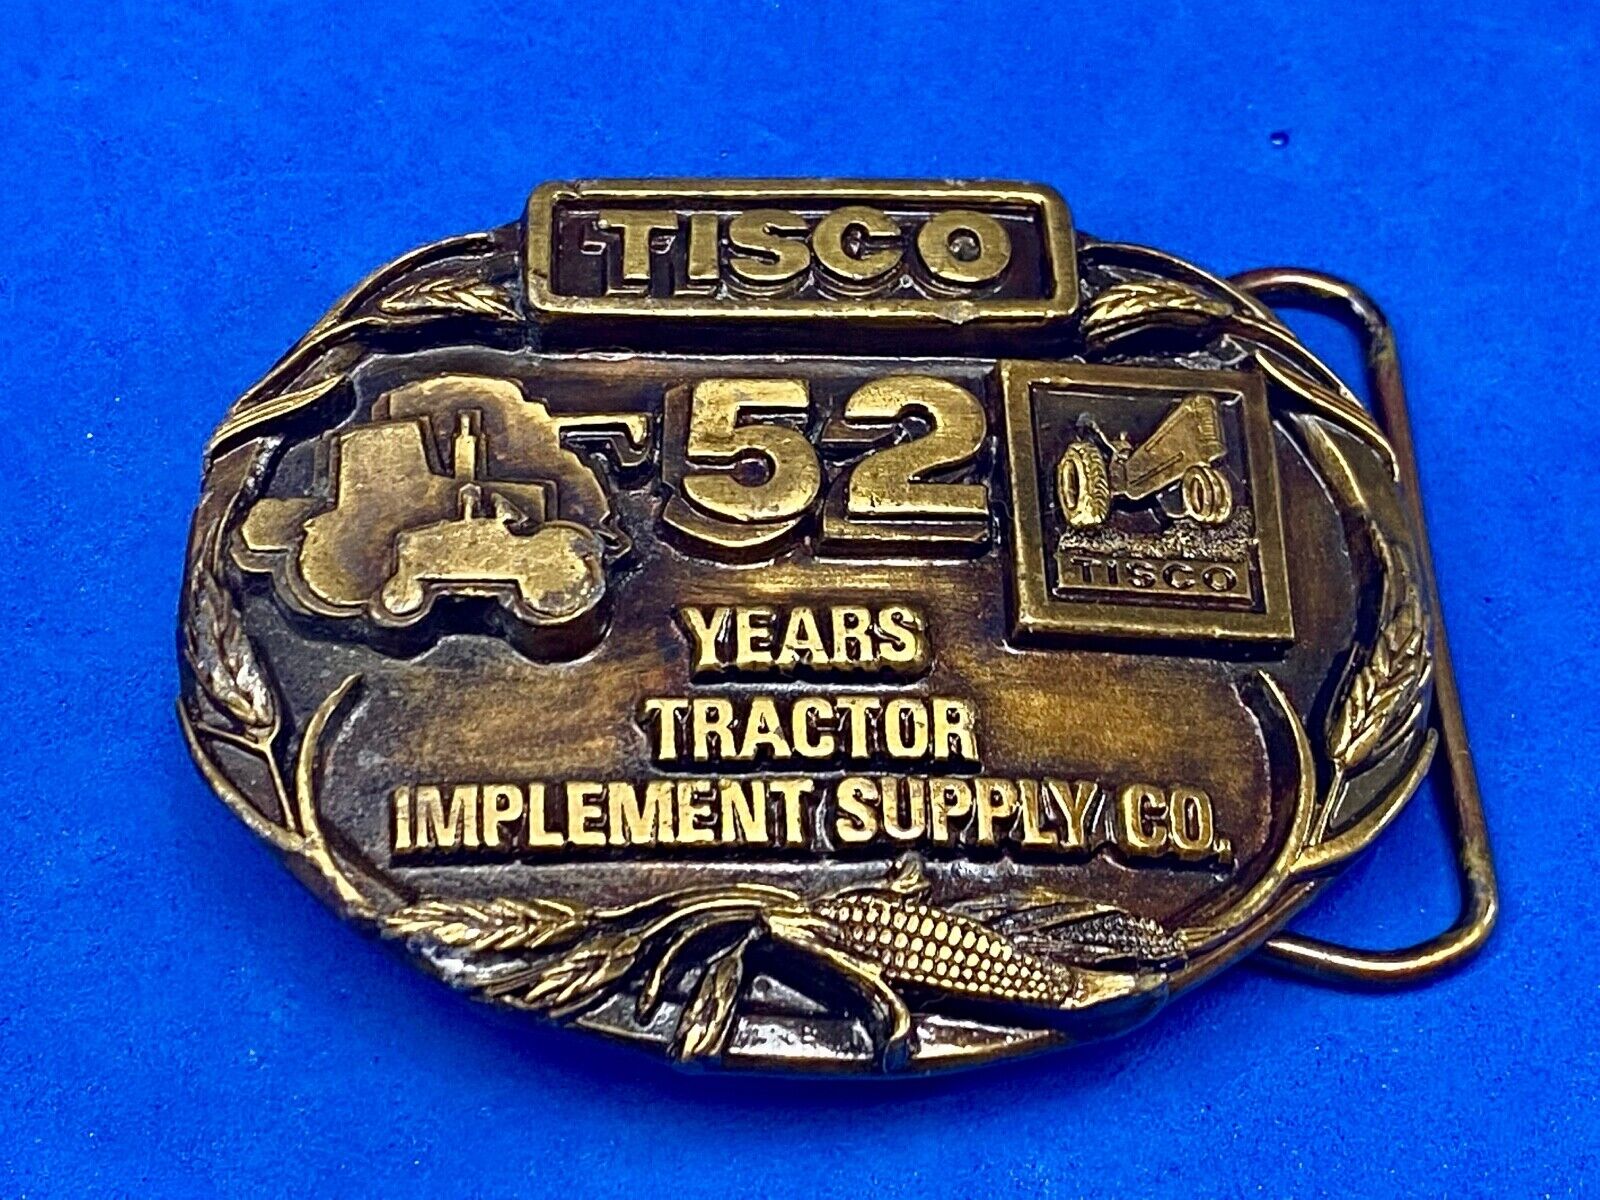 TISCO
52
TISCO
YEARS
TRACTOR
IMPLEMENT SUPPLY CO.